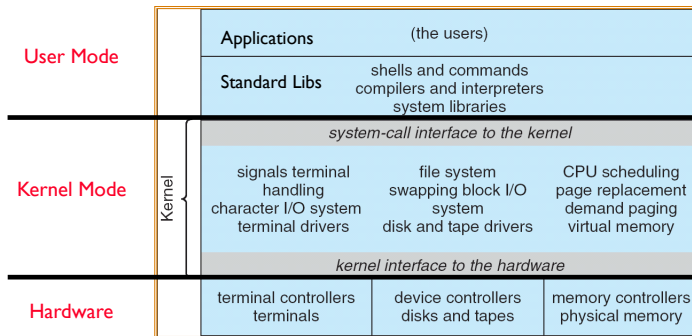 User Mode
Applications (the users)
Standard Libs
shells and commands
compilers and interpreters
system libraries
Kernel Mode
Kernel
system-call interface to the kernel
signals terminal
handling
character I/O system
terminal drivers
file system
swapping block I/O
system
disk and tape drivers
CPU scheduling
page replacement
demand paging
virtual memory
kernel interface to the hardware
Hardware
terminal controllers
terminals
device controllers
disks and tapes
memory controllers
physical memory